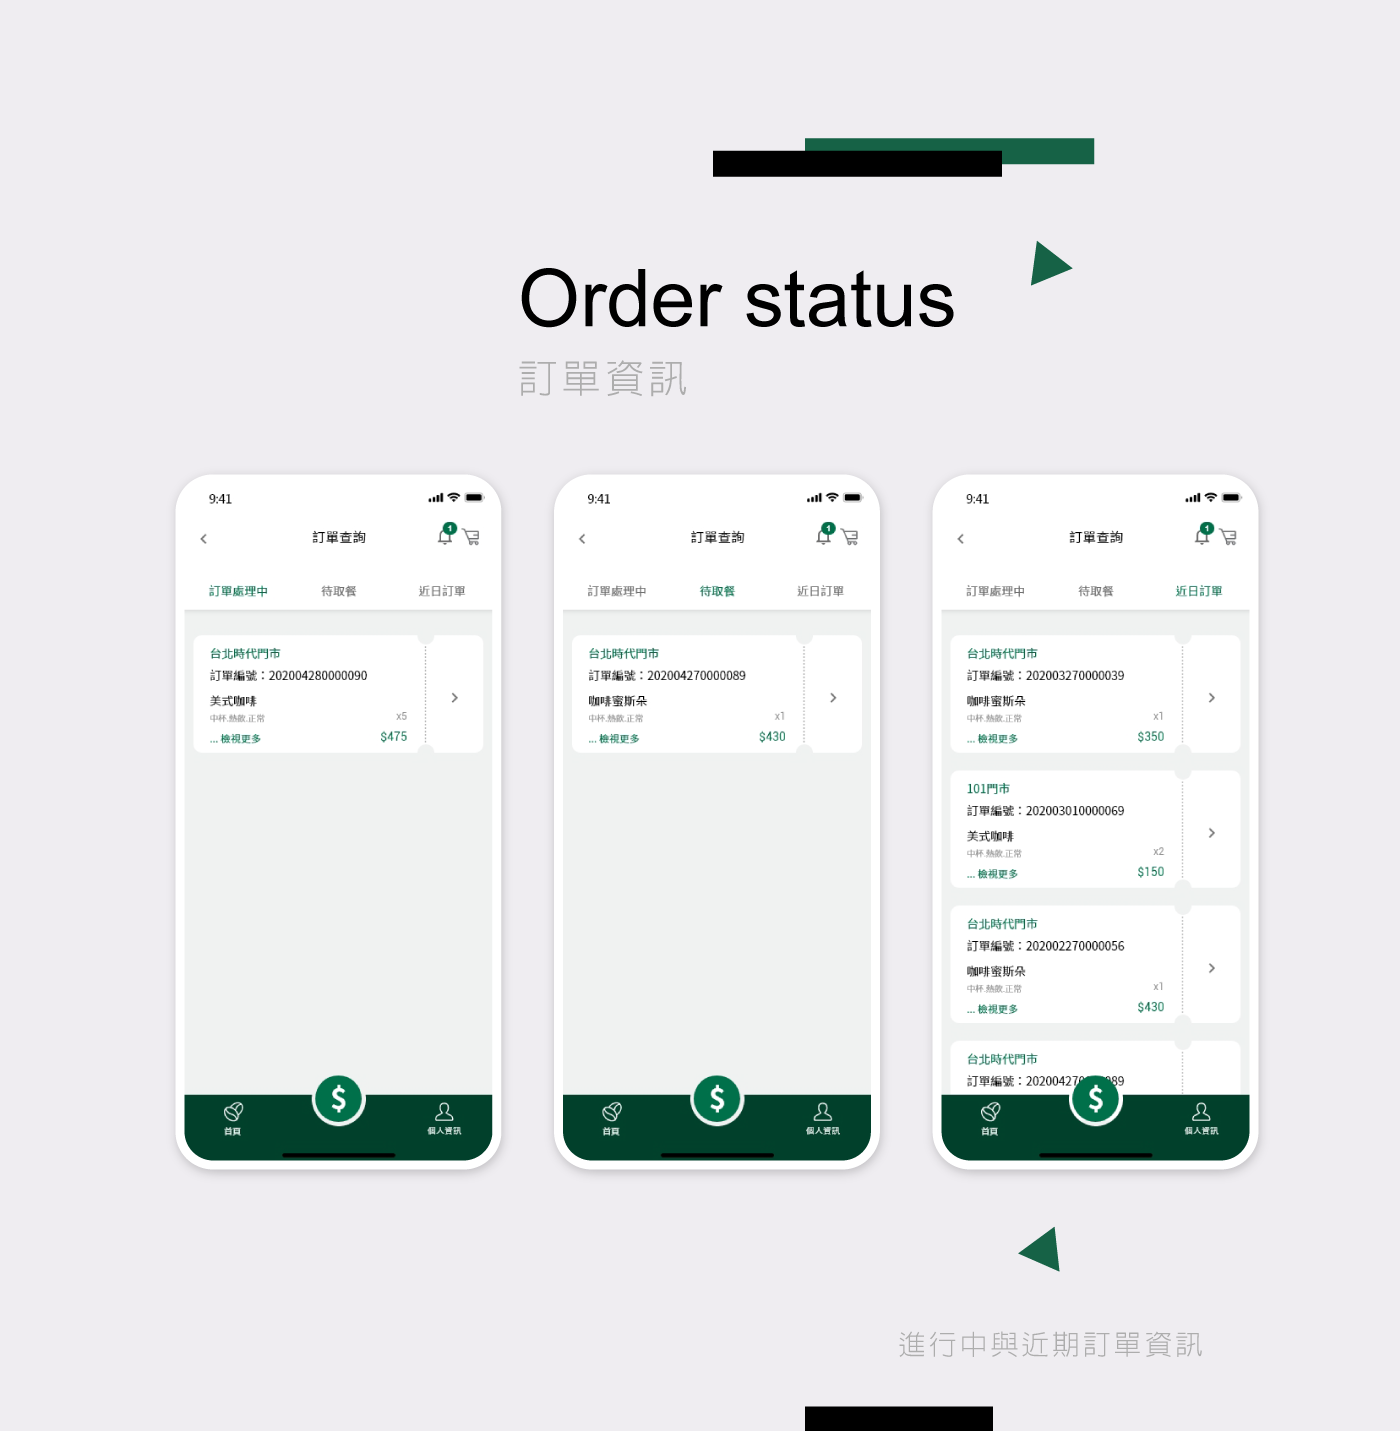 Order status
訂單資訊
9:41
訂單查詢
1
訂單處理中 待取餐 近日訂單
台北時代門市
訂單編號：202004280000090
美式咖啡
中杯.熱飲.正常 x5
... 檢視更多 $475
$
首頁 個人資訊
9:41
訂單查詢
1
訂單處理中 待取餐 近日訂單
台北時代門市
訂單編號：202004270000089
咖啡蜜斯朵
中杯.熱飲.正常 x1
... 檢視更多 $430
$
首頁 個人資訊
9:41
訂單查詢
1
訂單處理中 待取餐 近日訂單
台北時代門市
訂單編號：202003270000039
咖啡蜜斯朵
中杯.熱飲.正常 x1
... 檢視更多 $350
101門市
訂單編號：202003010000069
美式咖啡
中杯.熱飲.正常 x2
... 檢視更多 $150
台北時代門市
訂單編號：202002270000056
咖啡蜜斯朵
中杯.熱飲.正常 x1
... 檢視更多 $430
台北時代門市
訂單編號：
$
首頁 個人資訊
進行中與近期訂單資訊